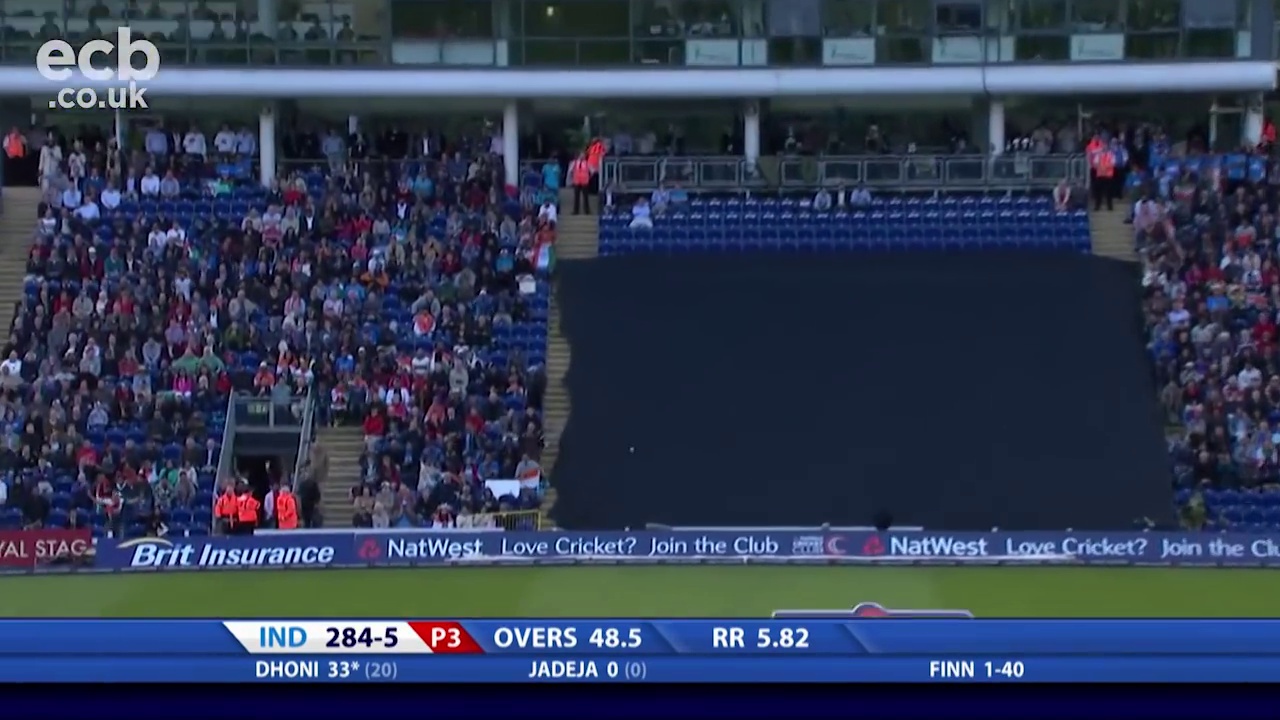 ecb
.co.uk
YAL STAG
Brit Insurance
NatWest Love Cricket? Join the Club
NatWest Love Cricket? Join the Clu
IND 284-5 P3 OVERS 48.5 RR 5.82
DHONI 33* (20) JADEJA 0 (0) FINN 1-40